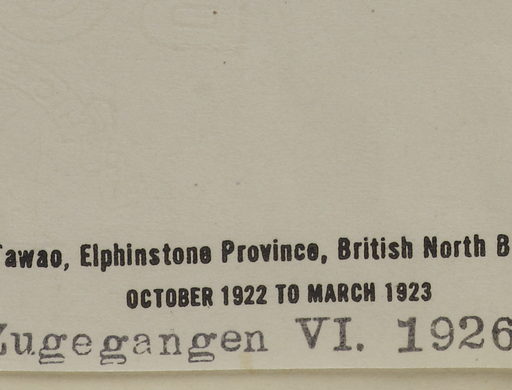 Tawao, Elphinstone Province, British North B
OCTOBER 1922 TO MARCH 1923
Zugegangen VI. 1926